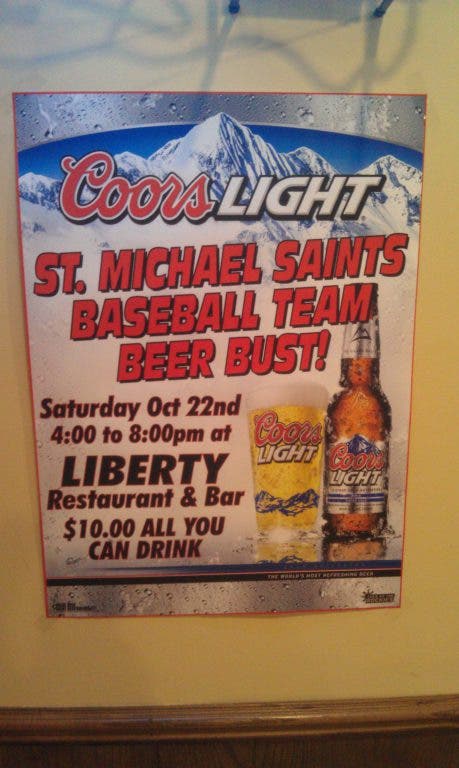 Coors LIGHT
ST. MICHAEL SAINTS
BASEBALL TEAM
BEER BUST!
Saturday Oct 22nd
4:00 to 8:00pm at
LIBERTY
Restaurant & Bar
$10.00 ALL YOU
CAN DRINK
Coors
LIGHT
Coors
LIGHT
THE WORLD'S MOST REFRESHING BEER